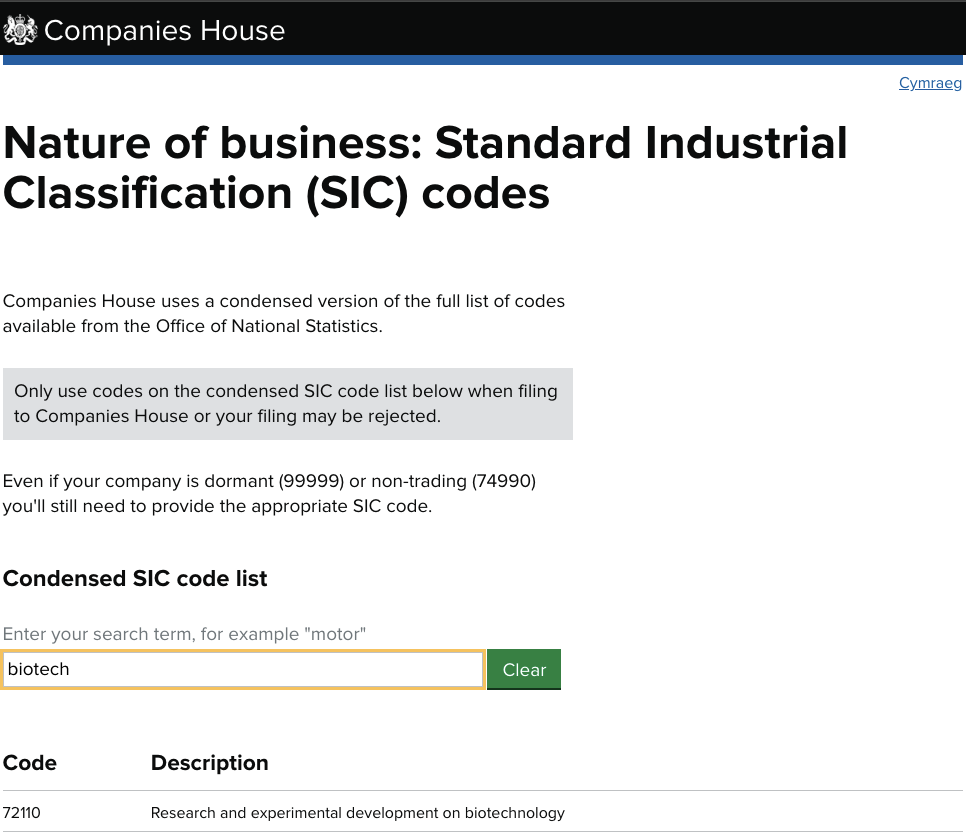 Companies House
Cymraeg
Nature of business: Standard Industrial
Classification (SIC) codes
Companies House uses a condensed version of the full list of codes
available from the Office of National Statistics.
Only use codes on the condensed SIC code list below when filing
to Companies House or your filing may be rejected.
Even if your company is dormant (99999) or non-trading (74990)
you'll still need to provide the appropriate SIC code.
Condensed SIC code list
Enter your search term, for example "motor"
biotech Clear
Code Description
72110 Research and experimental development on biotechnology